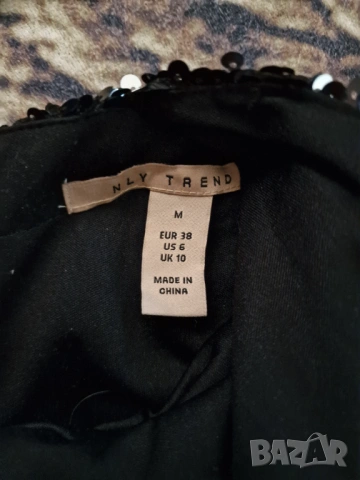 NLY TREND
M
EUR 38
US 6
UK 10
MADE IN
CHINA
BAZAR